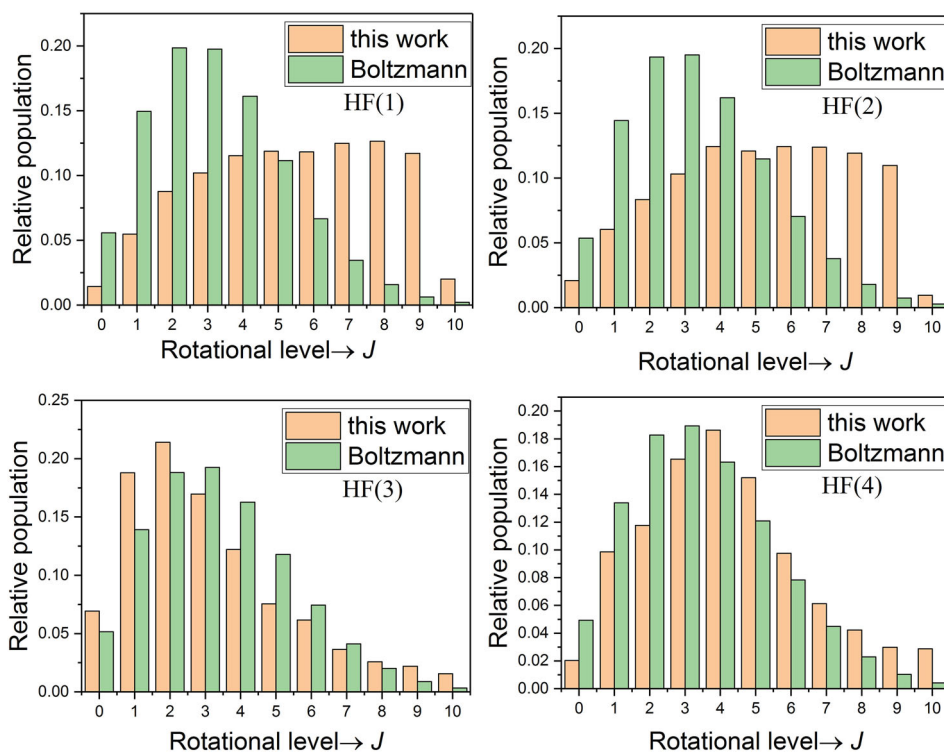 this work
Boltzmann
HF(1)
Relative population
0.20
0.15
0.10
0.05
0.00
0 1 2 3 4 5 6 7 8 9 10
Rotational level→ J
this work
Boltzmann
HF(2)
Relative population
0.20
0.15
0.10
0.05
0.00
0 1 2 3 4 5 6 7 8 9 10
Rotational level→ J
this work
Boltzmann
HF(3)
Relative population
0.25
0.20
0.15
0.10
0.05
0.00
0 1 2 3 4 5 6 7 8 9 10
Rotational level→ J
this work
Boltzmann
HF(4)
Relative population
0.20
0.18
0.16
0.14
0.12
0.10
0.08
0.06
0.04
0.02
0.00
0 1 2 3 4 5 6 7 8 9 10
Rotational level→ J